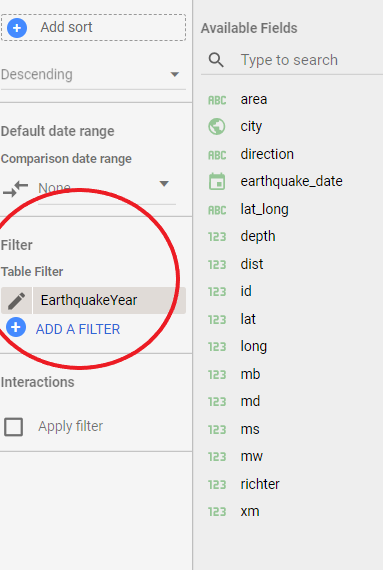 Add sort
Descending
Default date range
Comparison date range
None
Filter
Table Filter
EarthquakeYear
ADD A FILTER
Interactions
Apply filter
Available Fields
Type to search
ABC area
city
ABC direction
earthquake_date
ABC lat_long
123 depth
123 dist
123 id
123 lat
123 long
123 mb
123 md
123 ms
123 mw
123 richter
123 xm